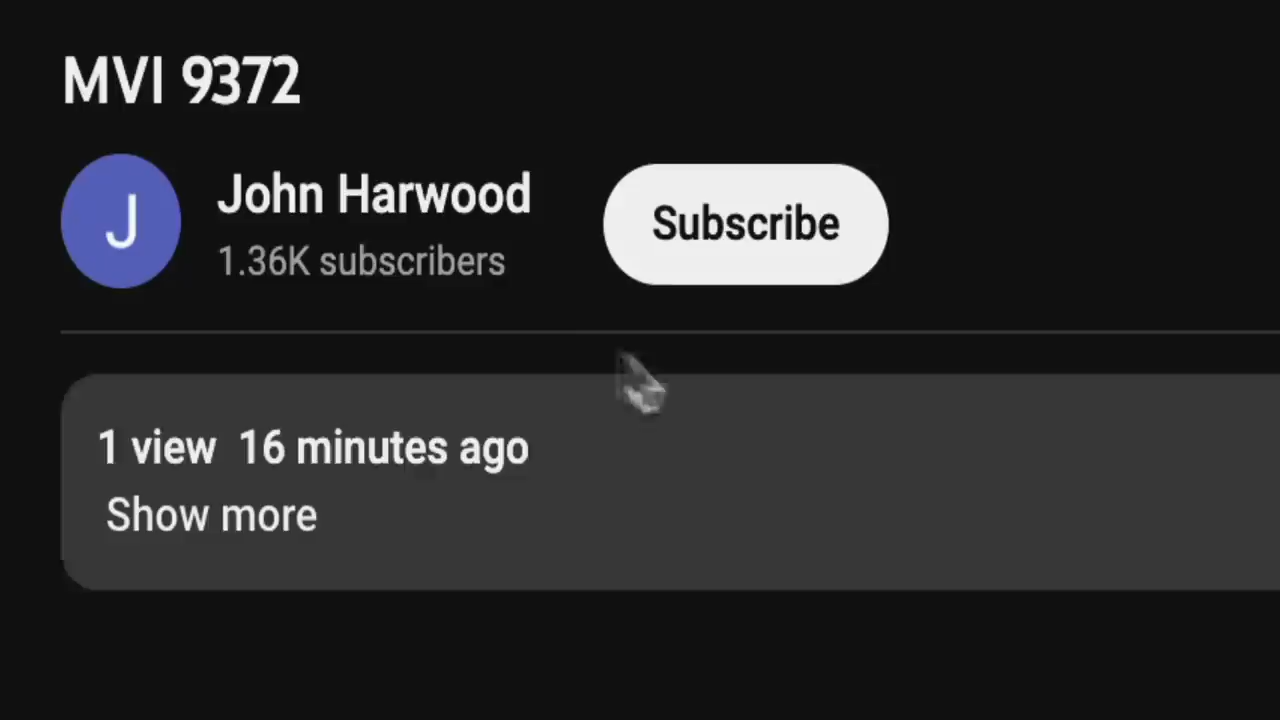 MVI 9372
J
John Harwood
1.36K subscribers
Subscribe
1 view 16 minutes ago
Show more